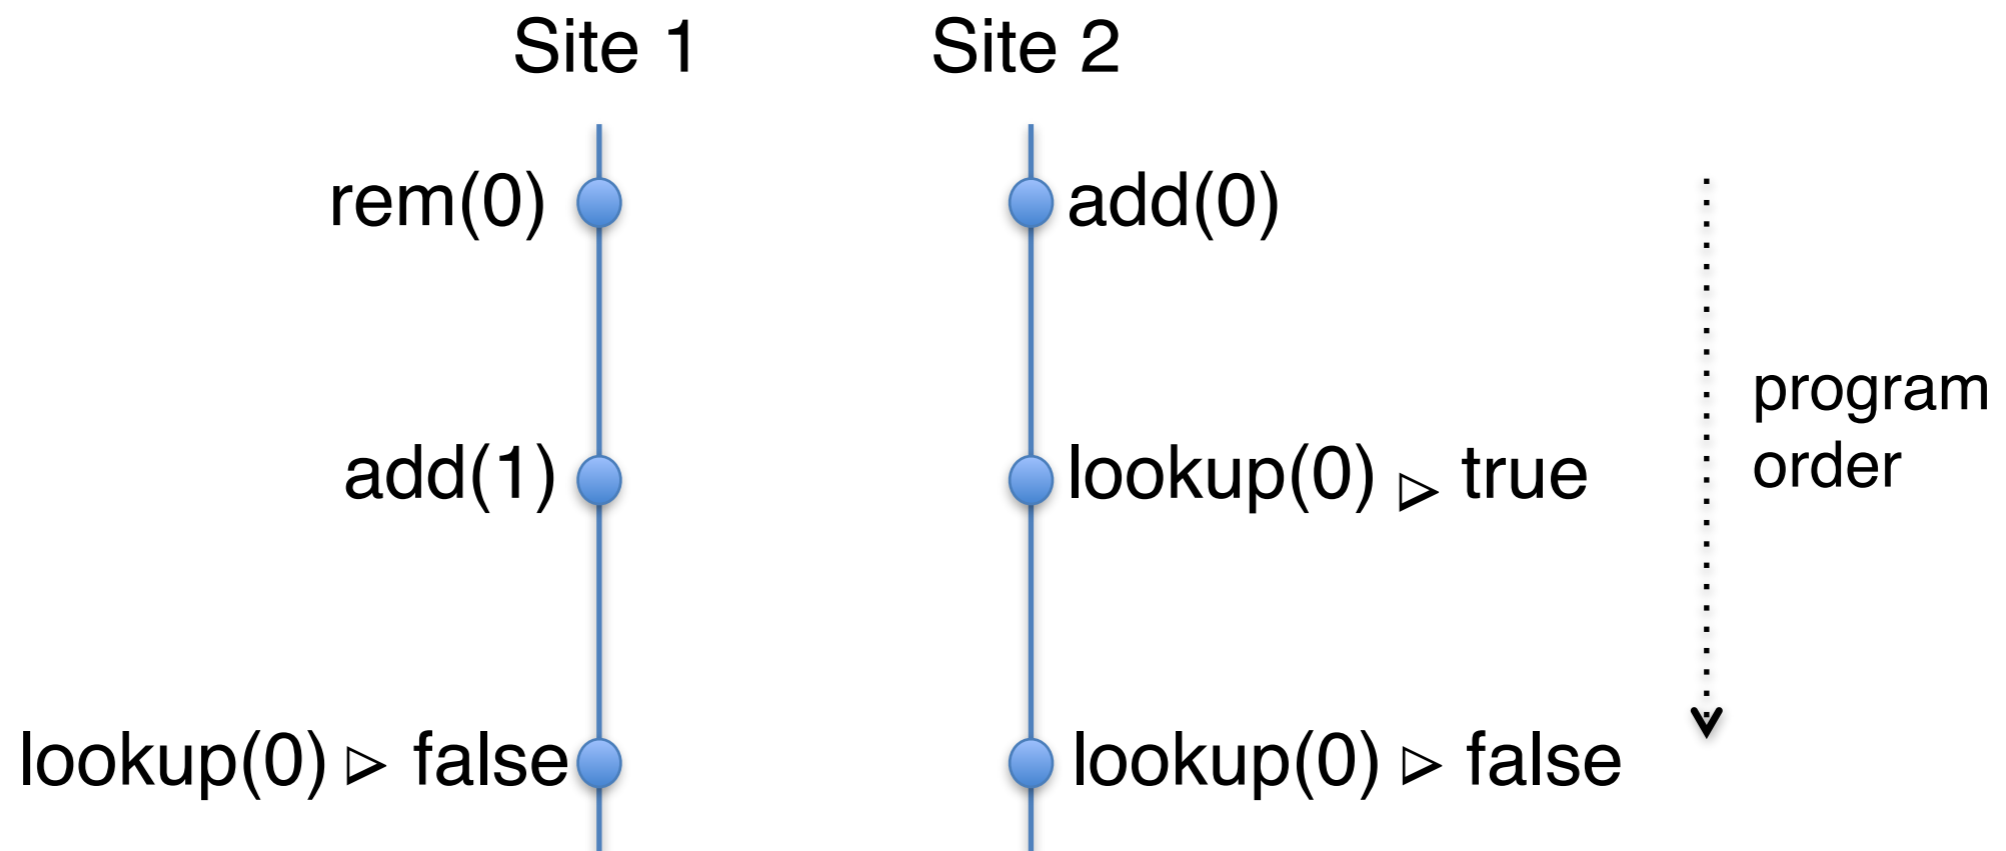 Site 1 Site 2
rem(0) add(0)
program
order
add(1) lookup(0) ▷ true
lookup(0) ▷ false lookup(0) ▷ false